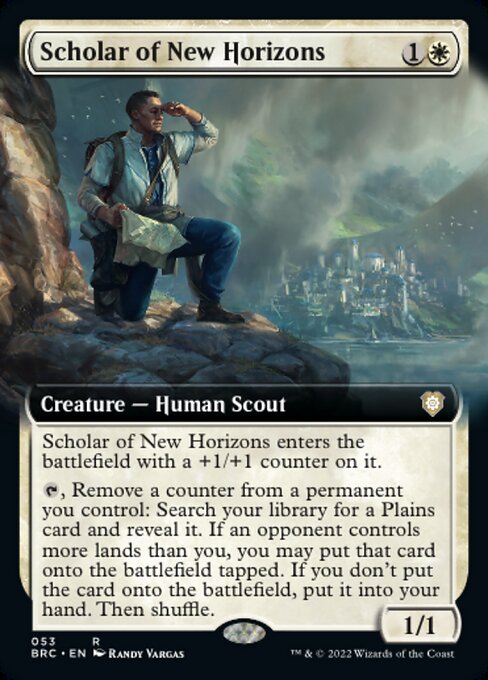 Scholar of New Horizons 1
Creature — Human Scout
Scholar of New Horizons enters the
battlefield with a +1/+1 counter on it.
, Remove a counter from a permanent
you control: Search your library for a Plains
card and reveal it. If an opponent controls
more lands than you, you may put that card
onto the battlefield tapped. If you don't put
the card onto the battlefield, put it into your
hand. Then shuffle.
1/1
053 R
BRC • EN RANDY VARGAS ™ & © 2022 Wizards of the Coast